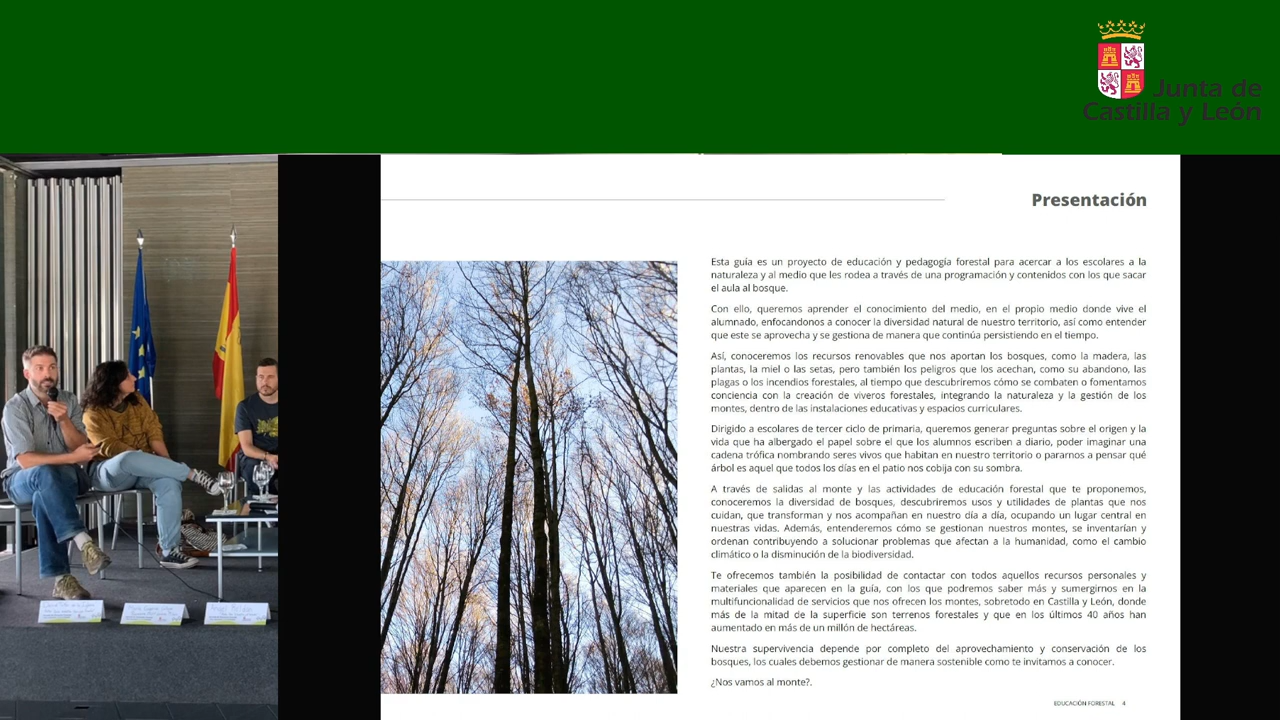 Junta de
Castilla y León
Presentación
Esta guía es un proyecto de educación y pedagogía forestal para acercar a los escolares a la
naturaleza y al medio que les rodea a través de una programación y contenidos con los que sacar
el aula al bosque.
Con ello, queremos aprender el conocimiento del medio, en el propio medio donde vive el
alumnado, enfocandonos a conocer la diversidad natural de nuestro territorio, así como entender
que este se aprovecha y se gestiona de manera que continúa persistiendo en el tiempo.
Así, conoceremos los recursos renovables que nos aportan los bosques, como la madera, las
plantas, la miel o las setas, pero también los peligros que los acechan, como su abandono, las
plagas o los incendios forestales, al tiempo que descubriremos cómo se combaten o fomentamos
conciencia con la creación de viveros forestales, integrando la naturaleza y la gestión de los
montes, dentro de las instalaciones educativas y espacios curriculares.
Dirigido a escolares de tercer ciclo de primaria, queremos generar preguntas sobre el origen y la
vida que ha albergado el papel sobre el que los alumnos escriben a diario, poder imaginar una
cadena trófica nombrando seres vivos que habitan en nuestro territorio o pararnos a pensar qué
árbol es aquel que todos los días en el patio nos cobija con su sombra.
A través de salidas al monte y las actividades de educación forestal que te proponemos,
conoceremos la diversidad de bosques, descubriremos usos y utilidades de plantas que nos
cuidan, que transforman y nos acompañan en nuestro día a día, ocupando un lugar central en
nuestras vidas. Además, entenderemos cómo se gestionan nuestros montes, se inventarían y
ordenan contribuyendo a solucionar problemas que afectan a la humanidad, como el cambio
climático o la disminución de la biodiversidad.
Te ofrecemos también la posibilidad de contactar con todos aquellos recursos personales y
materiales que aparecen en la guía, con los que podremos saber más y sumergirnos en la
multifuncionalidad de servicios que nos ofrecen los montes, sobretodo en Castilla y León, donde
más de la mitad de la superficie son terrenos forestales y que en los últimos 40 años han
aumentado en más de un millón de hectáreas.
Nuestra supervivencia depende por completo del aprovechamiento y conservación de los
bosques, los cuales debemos gestionar de manera sostenible como te invitamos a conocer.
¿Nos vamos al monte?.
EDUCACIÓN FORESTAL 4